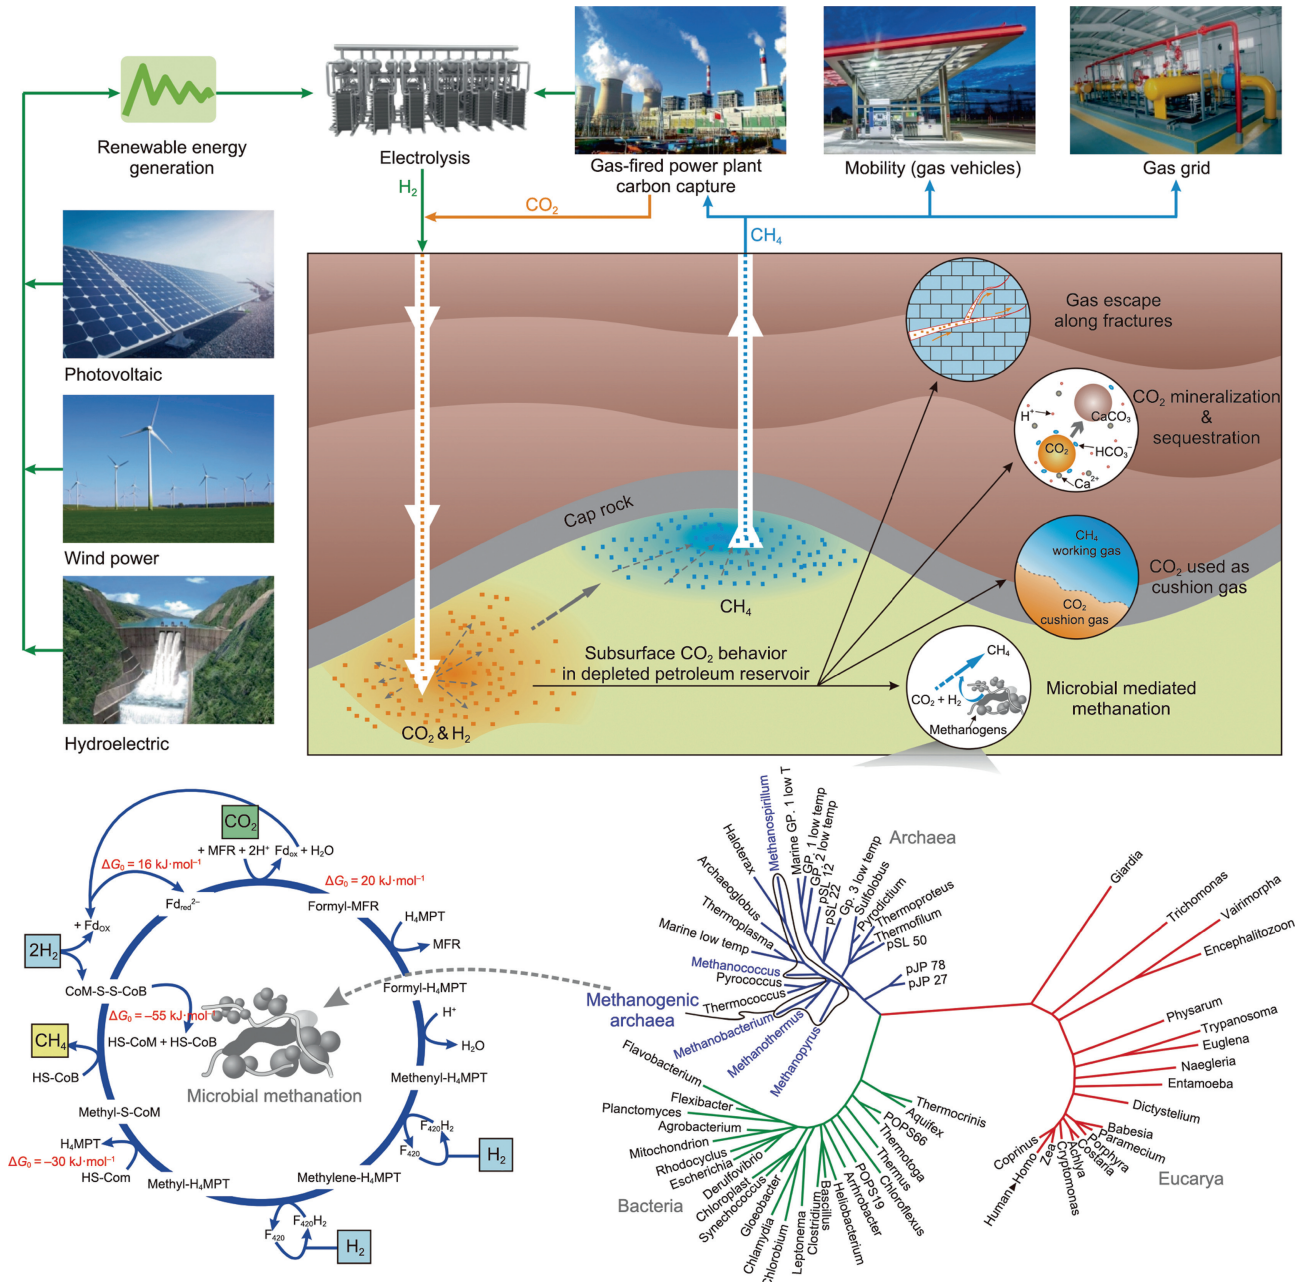 Renewable energy
generation
Electrolysis
Gas-fired power plant
carbon capture
Mobility (gas vehicles)
Gas grid
H₂
CO₂
CH₄
Photovoltaic
Wind power
Hydroelectric
Gas escape
along fractures
CO₂ mineralization
&
sequestration
H⁺
CaCO₃
CO₂
HCO₃⁻
Ca²⁺
Cap rock
CH₄
working gas
CO₂
cushion gas
CO₂ used as
cushion gas
CH₄
Subsurface CO₂ behavior
in depleted petroleum reservoir
CH₄
CO₂ + H₂
Methanogens
Microbial mediated
methanation
CO₂ & H₂
CO₂
+ MFR + 2H⁺ Fd_ox + H₂O
ΔG₀ = 16 kJ·mol⁻¹
ΔG₀ = 20 kJ·mol⁻¹
Fd_red²⁻
Formyl-MFR
+ Fd_OX
H₄MPT
MFR
2H₂
CoM-S-S-CoB
Formyl-H₄MPT
ΔG₀ = –55 kJ·mol⁻¹
H⁺
CH₄
HS-CoM + HS-CoB
H₂O
HS-CoB
Methenyl-H₄MPT
Microbial methanation
Methyl-S-CoM
F₄₂₀H₂
H₄MPT
F₄₂₀
H₂
ΔG₀ = –30 kJ·mol⁻¹
HS-Com
Methyl-H₄MPT
Methylene-H₄MPT
F₄₂₀H₂
F₄₂₀
H₂
Archaea
Methanogenic
archaea
Haloterax
Methanospirillum
Marine GP. 1 low T
GP. 1 low temp
GP. 2 low temp
pSL 12
pSL 22
Gp. 3 low temp
Sulfolobus
Pyrodictium
Thermoproteus
Thermofilum
pSL 50
pJP 78
pJP 27
Archaeoglobus
Thermoplasma
Marine low temp
Methanococcus
Pyrococcus
Thermococcus
Methanobacterium
Methanothermus
Methanopyrus
Giardia
Trichomonas
Vairimorpha
Encephalitozoon
Physarum
Trypanosoma
Euglena
Naegleria
Entamoeba
Dictystelium
Babesia
Paramecium
Porphyra
Costaria
Achlya
Cryptomonas
Zea
Human Homo
Coprinus
Eucarya
Flavobacterium
Flexibacter
Planctomyces
Agrobacterium
Mitochondrion
Rhodocyclus
Escherichia
Derulfovibrio
Chloroplast
Synechococcus
Gloeobacter
Chlamydia
Chlorobium
Leptonema
Clostridium
Bascillus
Heliobacterium
Arrhrobacter
POPS19
Chloroflexus
Thermus
Thermotoga
POPS66
Aquifex
Thermocrinis
Bacteria